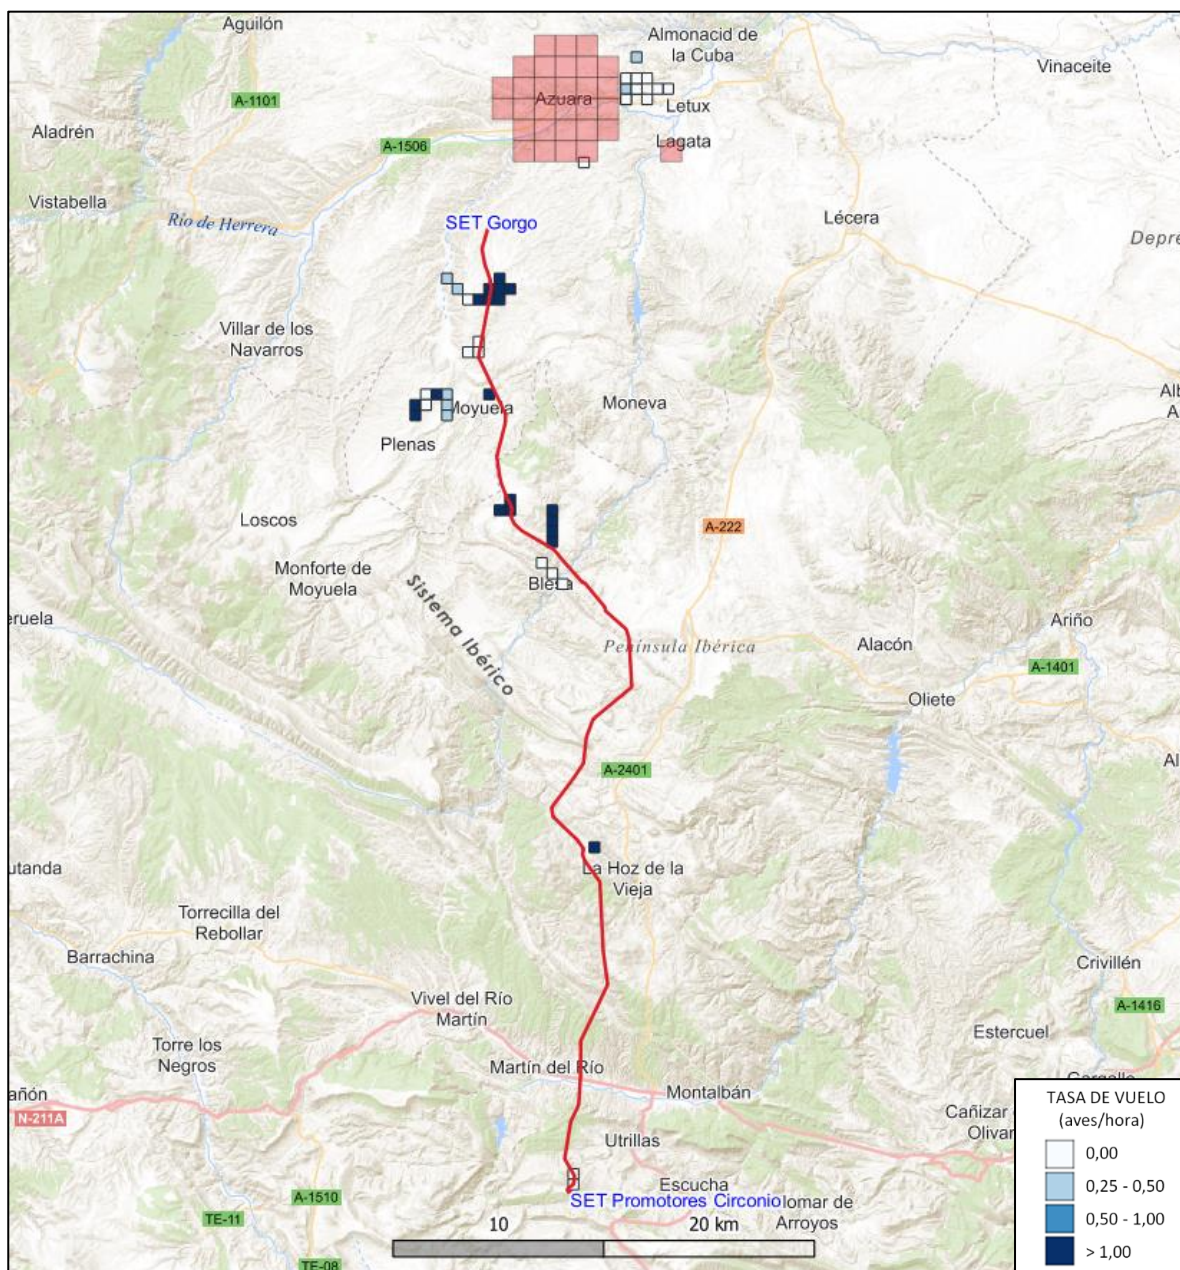 Aguilón
Almonacid de
la Cuba
Vinaceite
A-1101
Azuara
Letux
Aladrén
A-1506
Lagata
Vistabella
Río de Herrera
SET Gorgo
Lécera
Depre
Villar de los
Navarros
Moyuela
Moneva
Alb
A
Plenas
Loscos
A-222
Monforte de
Moyuela
Sistema Ibérico
Blesa
eruela
Península Ibérica
Alacón
Ariño
A-1401
Oliete
A-2401
Al
utanda
La Hoz de la
Vieja
Torrecilla del
Rebollar
Barrachina
Crivillén
Vivel del Río
Martín
A-1416
Estercuel
Torre los
Negros
Martín del Río
Montalbán
añón
N-211A
Cañizar
Olivar
Utrillas
Escucha
A-1510
SET Promotores Circonio
lomar de
Arroyos
TE-11
TE-08
10
20 km
TASA DE VUELO
(aves/hora)
0,00
0,25 - 0,50
0,50 - 1,00
> 1,00